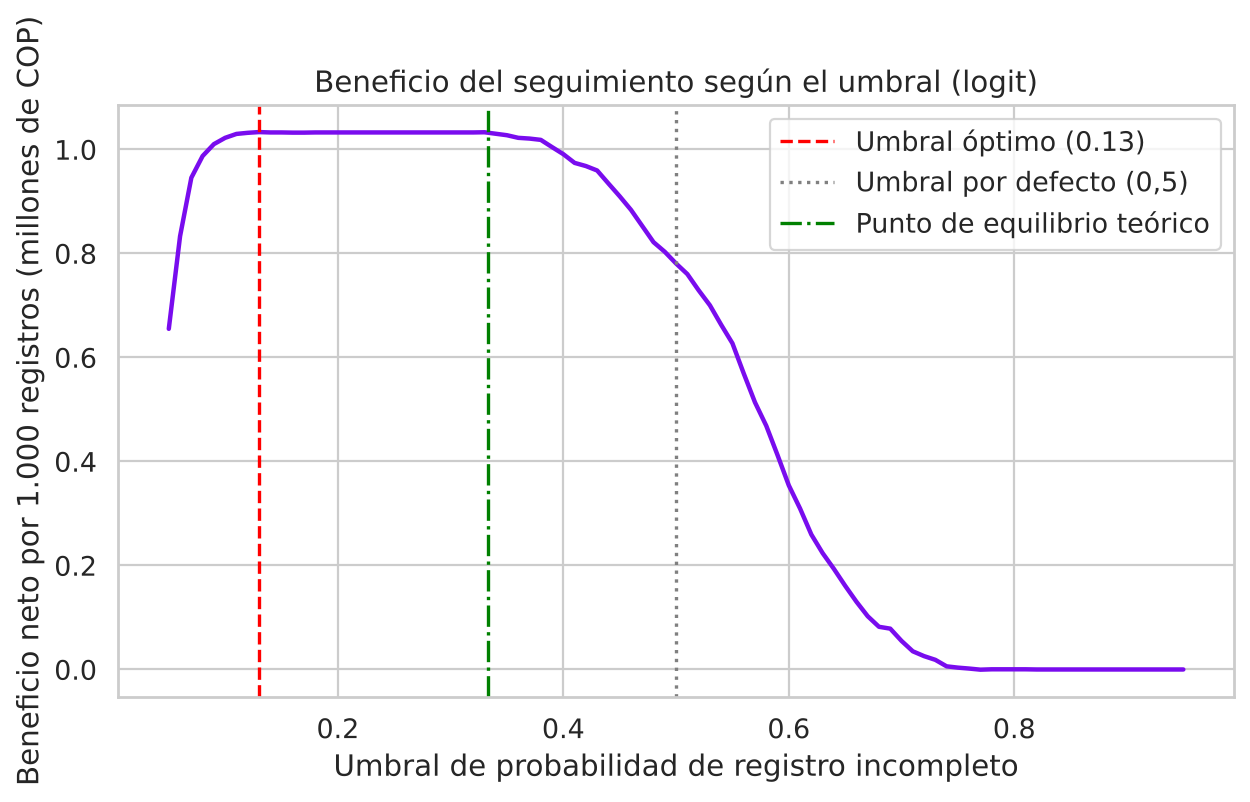 Beneficio del seguimiento según el umbral (logit)
Beneficio neto por 1.000 registros (millones de COP)
1.0
0.8
0.6
0.4
0.2
0.0
Umbral óptimo (0.13)
Umbral por defecto (0,5)
Punto de equilibrio teórico
0.2
0.4
0.6
0.8
Umbral de probabilidad de registro incompleto